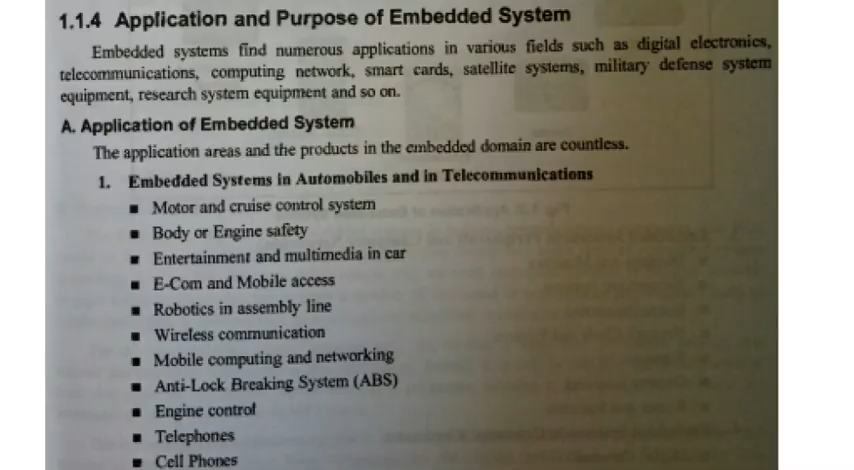 1.1.4 Application and Purpose of Embedded System
Embedded systems find numerous applications in various fields such as digital electronics,
telecommunications, computing network, smart cards, satellite systems, military defense system
equipment, research system equipment and so on.
A. Application of Embedded System
The application areas and the products in the embedded domain are countless.
1. Embedded Systems in Automobiles and in Telecommunications
■ Motor and cruise control system
■ Body or Engine safety
■ Entertainment and multimedia in car
■ E-Com and Mobile access
■ Robotics in assembly line
■ Wireless communication
■ Mobile computing and networking
■ Anti-Lock Breaking System (ABS)
■ Engine control
■ Telephones
■ Cell Phones